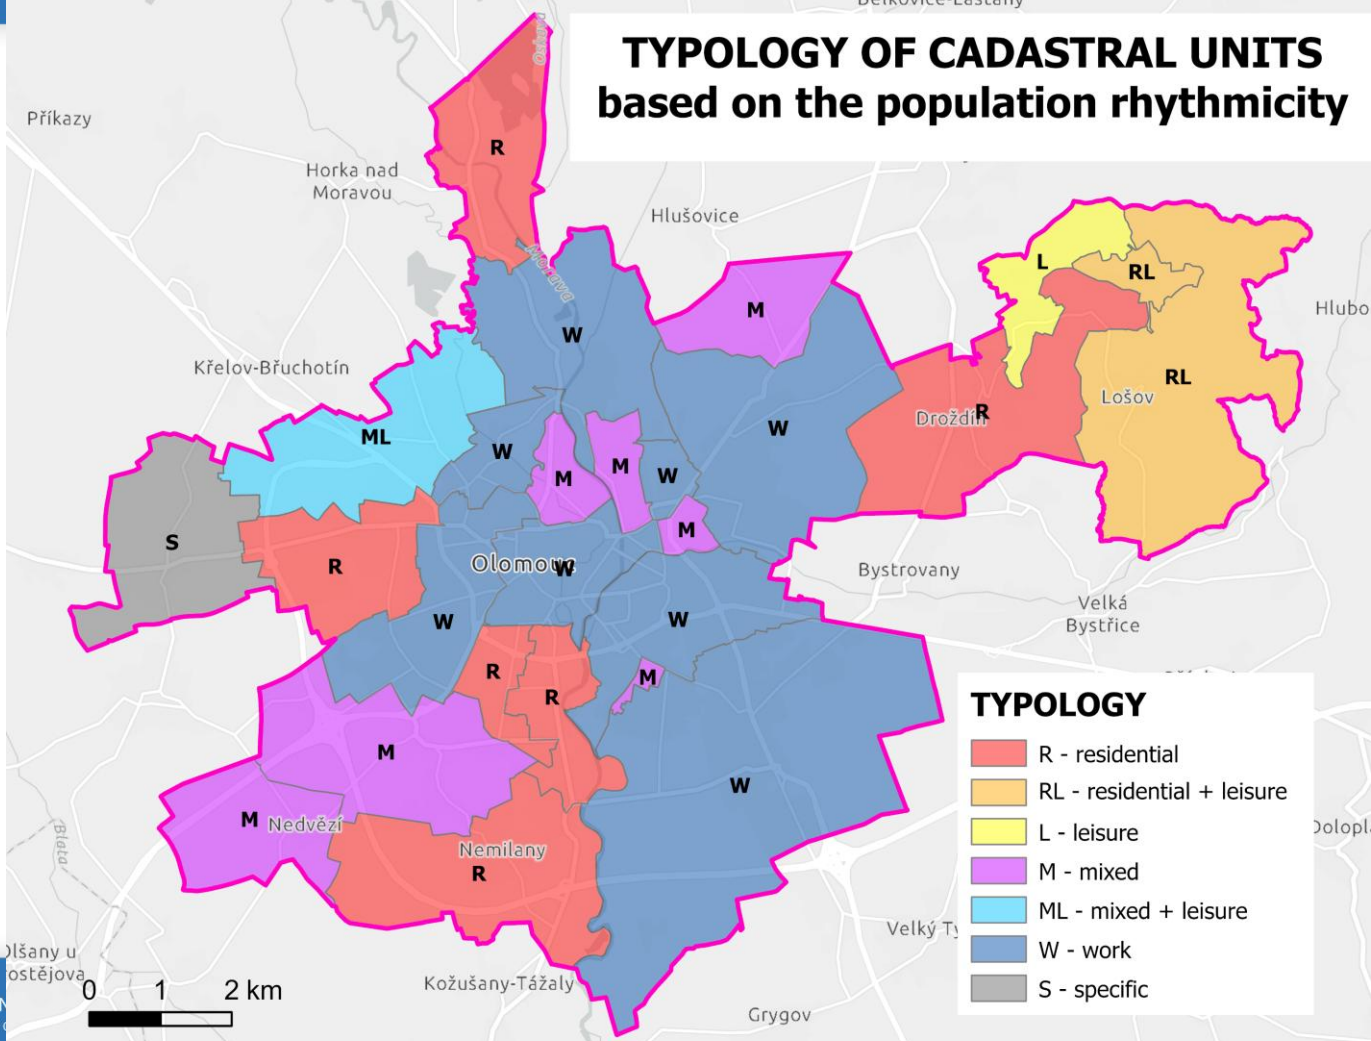 TYPOLOGY OF CADASTRAL UNITS
based on the population rhythmicity
Příkazy
Horka nad
Moravou
Hlušovice
Morava
Křelov-Břuchotín
R
L
RL
M
W
Hlubo
RL
Lošov
Droždín
R
W
ML
W
M
M
W
M
S
R
Olomouc
W
Bystrovany
W
W
Velká
Bystřice
R
M
R
M
W
M
Nedvězí
Nemilany
R
Blata
Kožušany-Tážaly
Velký Tý
Grygov
Dolopl
Olšany u
ostějova
0 1 2 km
TYPOLOGY
R - residential
RL - residential + leisure
L - leisure
M - mixed
ML - mixed + leisure
W - work
S - specific